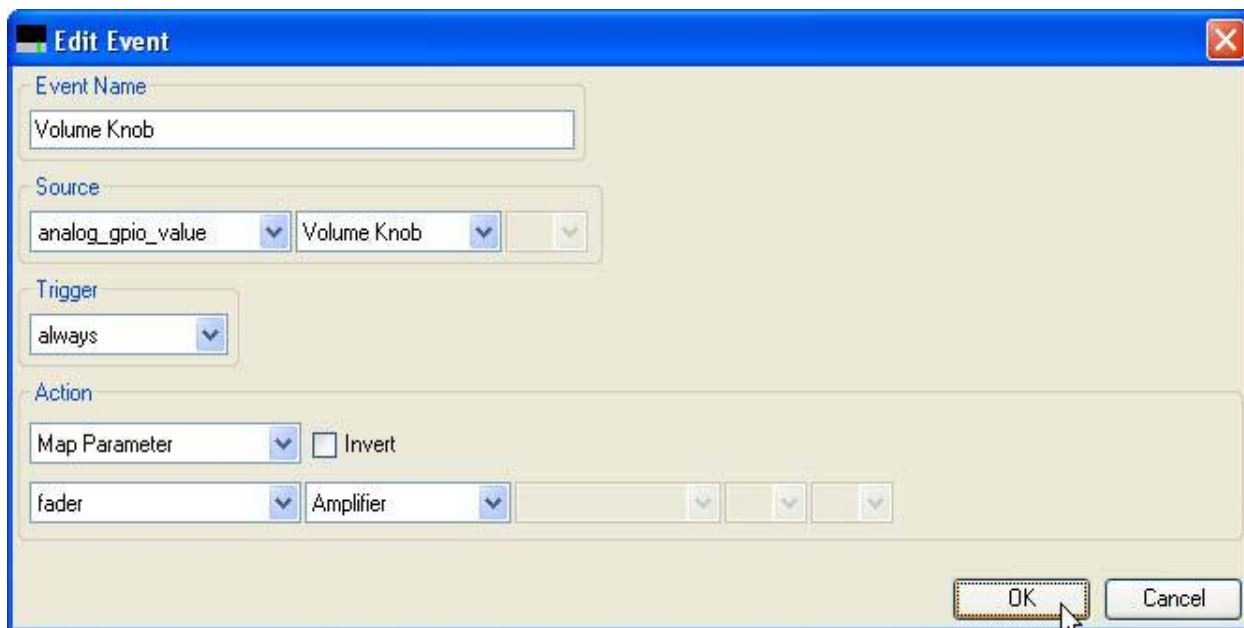 Edit Event
Event Name
Volume Knob
Source
analog_gpio_value Volume Knob
Trigger
always
Action
Map Parameter Invert
fader Amplifier
OK Cancel